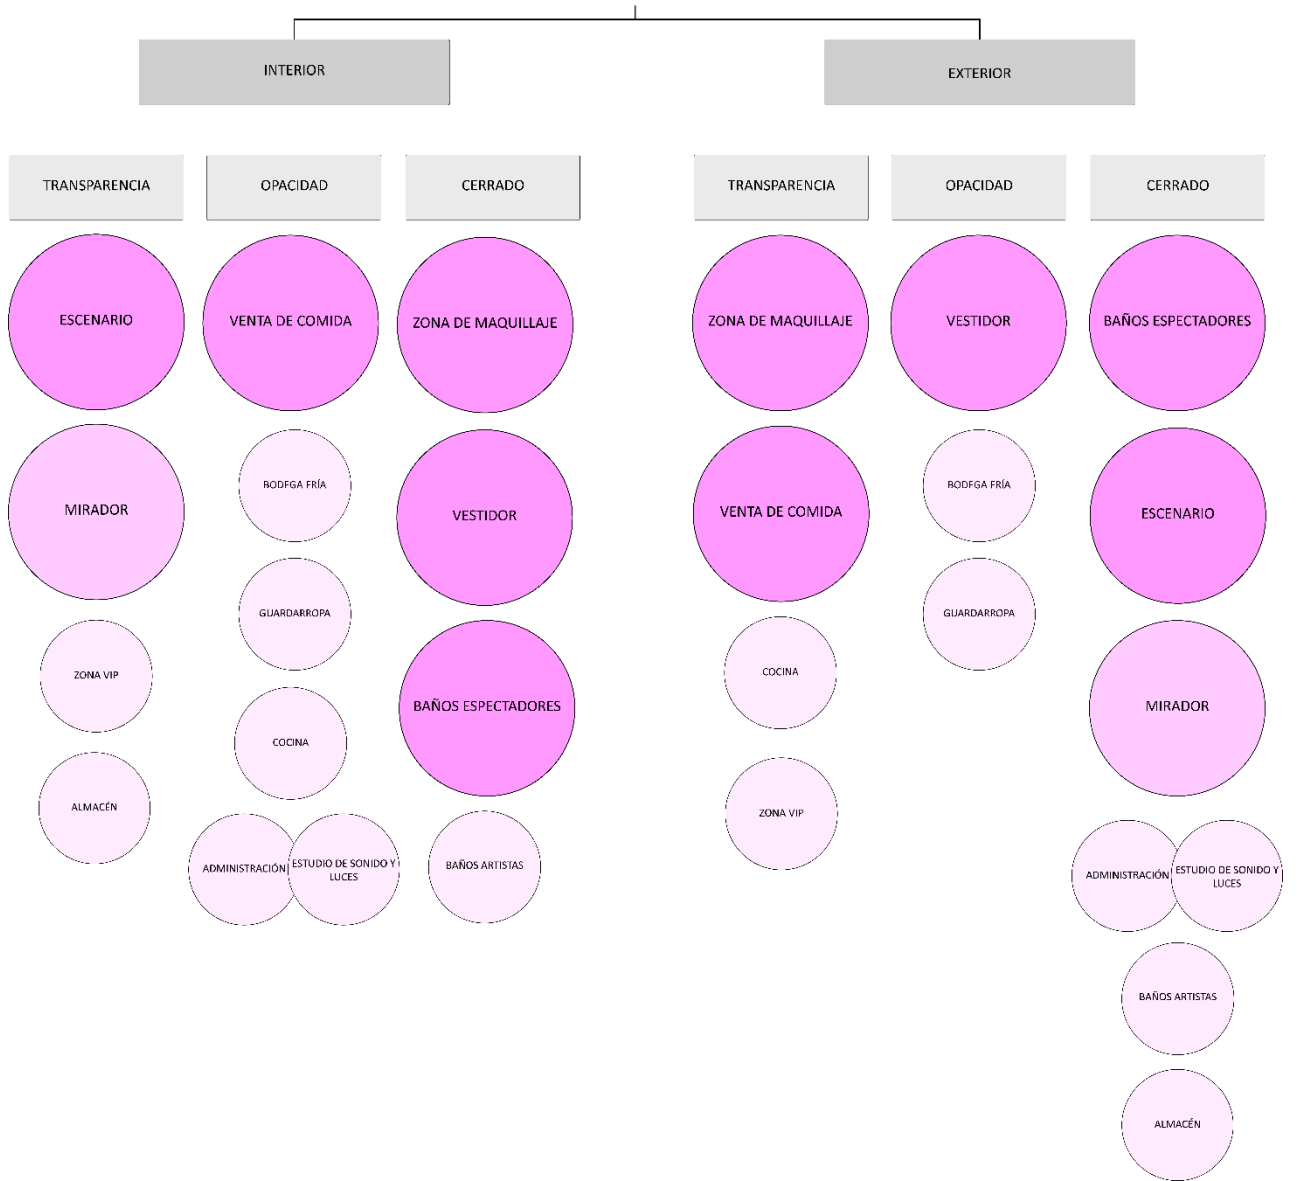 INTERIOR
EXTERIOR
TRANSPARENCIA
OPACIDAD
CERRADO
TRANSPARENCIA
OPACIDAD
CERRADO
ESCENARIO
VENTA DE COMIDA
ZONA DE MAQUILLAJE
ZONA DE MAQUILLAJE
VESTIDOR
BAÑOS ESPECTADORES
MIRADOR
BODEGA FRÍA
VESTIDOR
VENTA DE COMIDA
BODEGA FRÍA
ESCENARIO
GUARDARROPA
GUARDARROPA
ZONA VIP
BAÑOS ESPECTADORES
COCINA
MIRADOR
COCINA
ALMACÉN
ZONA VIP
ADMINISTRACIÓN
ESTUDIO DE SONIDO Y
LUCES
BAÑOS ARTISTAS
ADMINISTRACIÓN
ESTUDIO DE SONIDO Y
LUCES
BAÑOS ARTISTAS
ALMACÉN